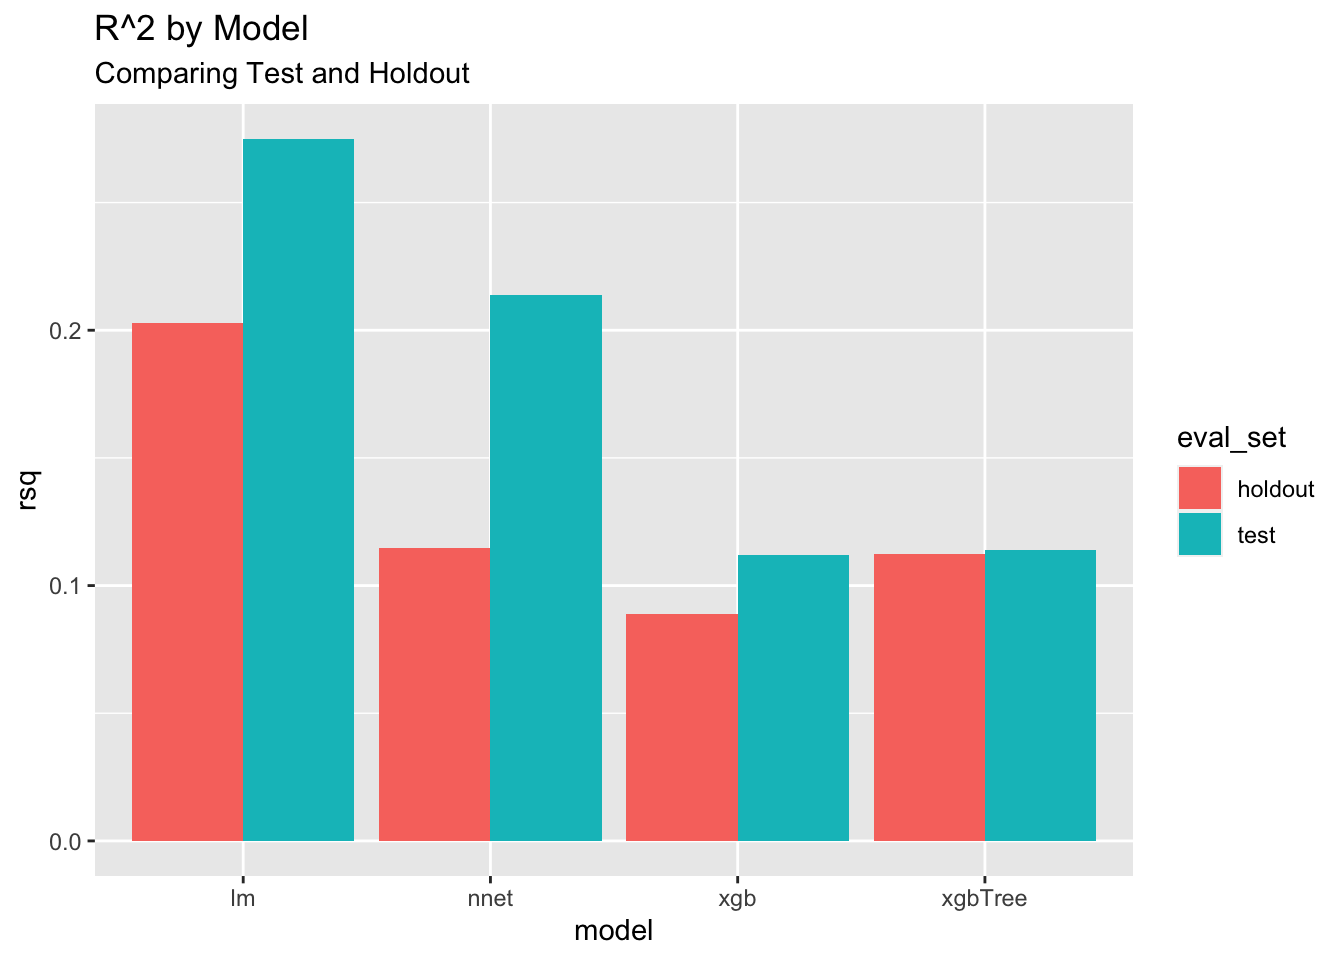 R^2 by Model
Comparing Test and Holdout
rsq
0.2
0.1
0.0
lm
nnet
xgb
xgbTree
model
eval_set
holdout
test